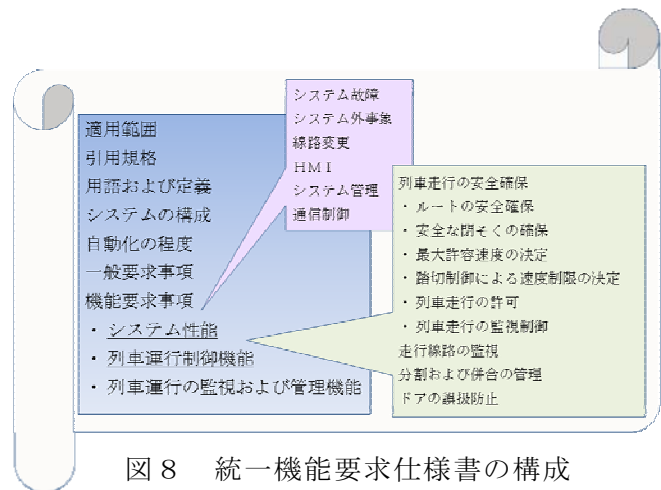 適用範囲
引用規格
用語および定義
システムの構成
自動化の程度
一般要求事項
機能要求事項
・ システム性能
・ 列車運行制御機能
・ 列車運行の監視および管理機能
システム故障
システム外事象
線路変更
ＨＭＩ
システム管理
通信制御
列車走行の安全確保
・ルートの安全確保
・安全な閉そくの確保
・最大許容速度の決定
・踏切制御による速度制限の決定
・列車走行の許可
・列車走行の監視制御
走行線路の監視
分割および併合の管理
ドアの誤扱防止
図８　統一機能要求仕様書の構成